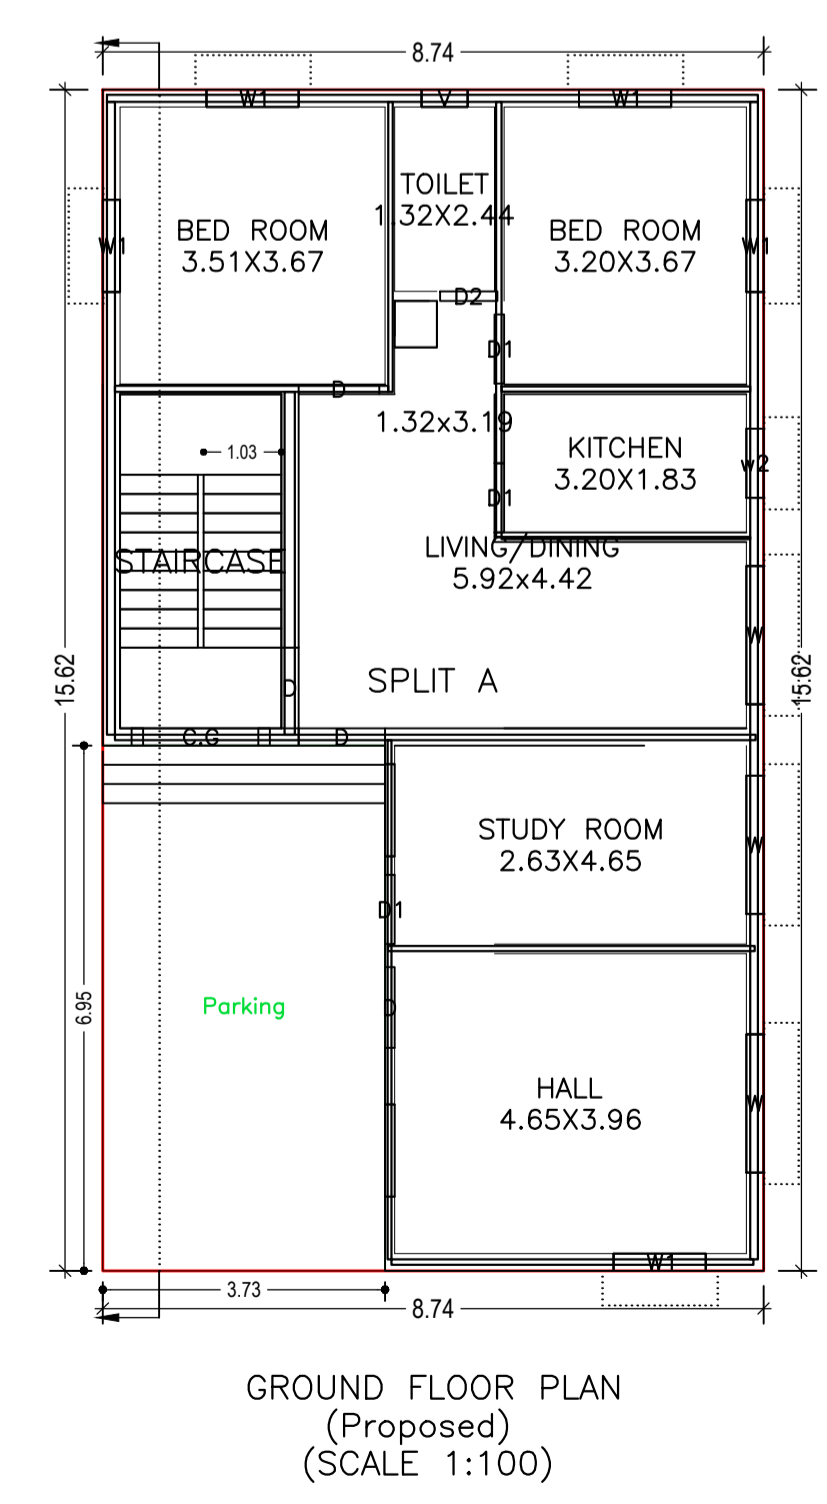 8.74
W1
V
W1
TOILET
1.32X2.44
BED ROOM
3.51X3.67
BED ROOM
3.20X3.67
W1
W1
D2
D1
D
1.32x3.19
1.03
KITCHEN
3.20X1.83
w2
D1
LIVING/DINING
5.92x4.42
STAIRCASE
W
15.62
15.62
SPLIT A
D
C.G
D
STUDY ROOM
2.63X4.65
W
D1
6.95
Parking
D
HALL
4.65X3.96
W
W1
3.73
8.74
GROUND FLOOR PLAN
(Proposed)
(SCALE 1:100)